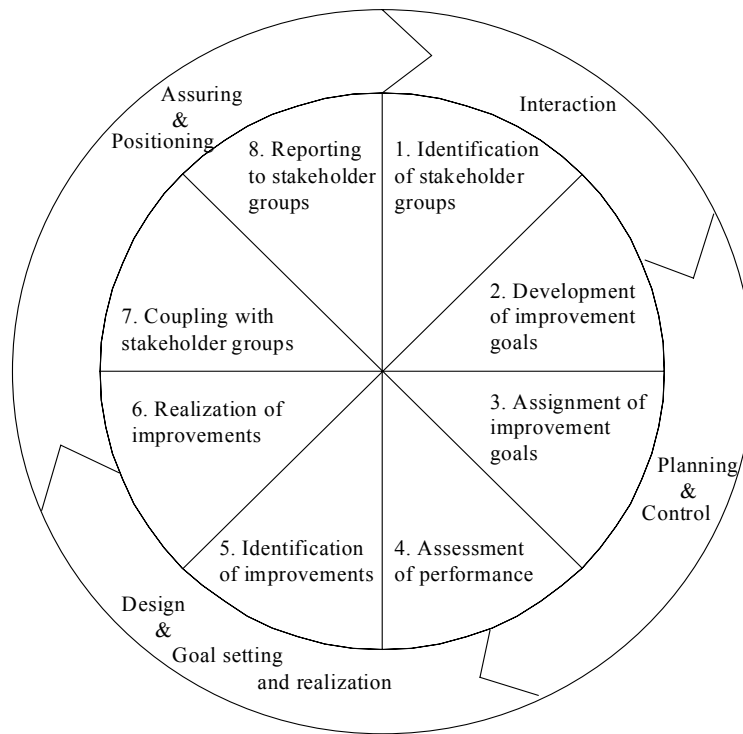 Assuring
&
Positioning
Interaction
8. Reporting
to stakeholder
groups
1. Identification
of stakeholder
groups
2. Development
of improvement
goals
7. Coupling with
stakeholder groups
6. Realization of
improvements
3. Assignment of
improvement
goals
Planning
&
Control
5. Identification
of improvements
4. Assessment
of performance
Design
&
Goal setting
and realization